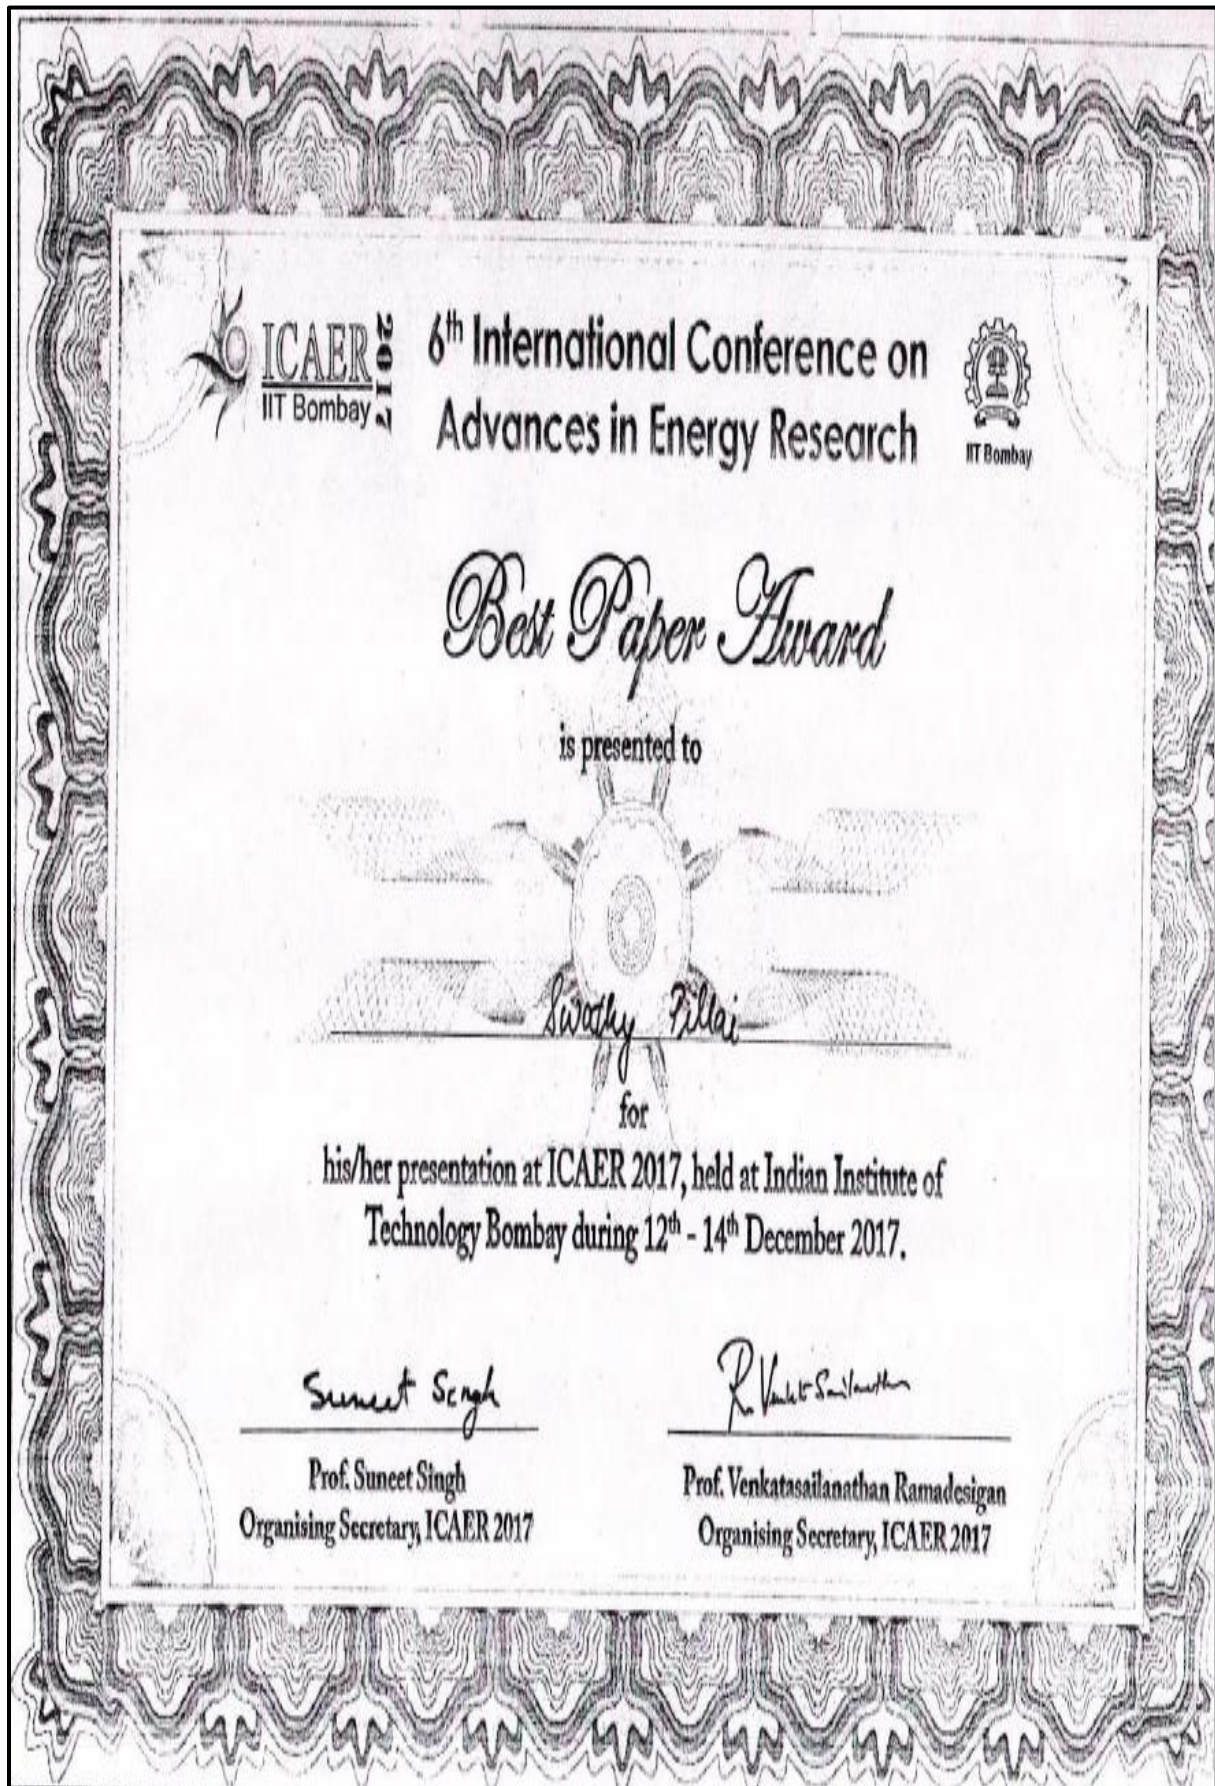 ICAER 2017
IIT Bombay
6th International Conference on
Advances in Energy Research
IIT Bombay
Best Paper Award
is presented to
Swathy Pillai
for
his/her presentation at ICAER 2017, held at Indian Institute of
Technology Bombay during 12th - 14th December 2017.
Suneet Singh
R. Venkatasailanathan
Prof. Suneet Singh
Organising Secretary, ICAER 2017
Prof. Venkatasailanathan Ramadesigan
Organising Secretary, ICAER 2017